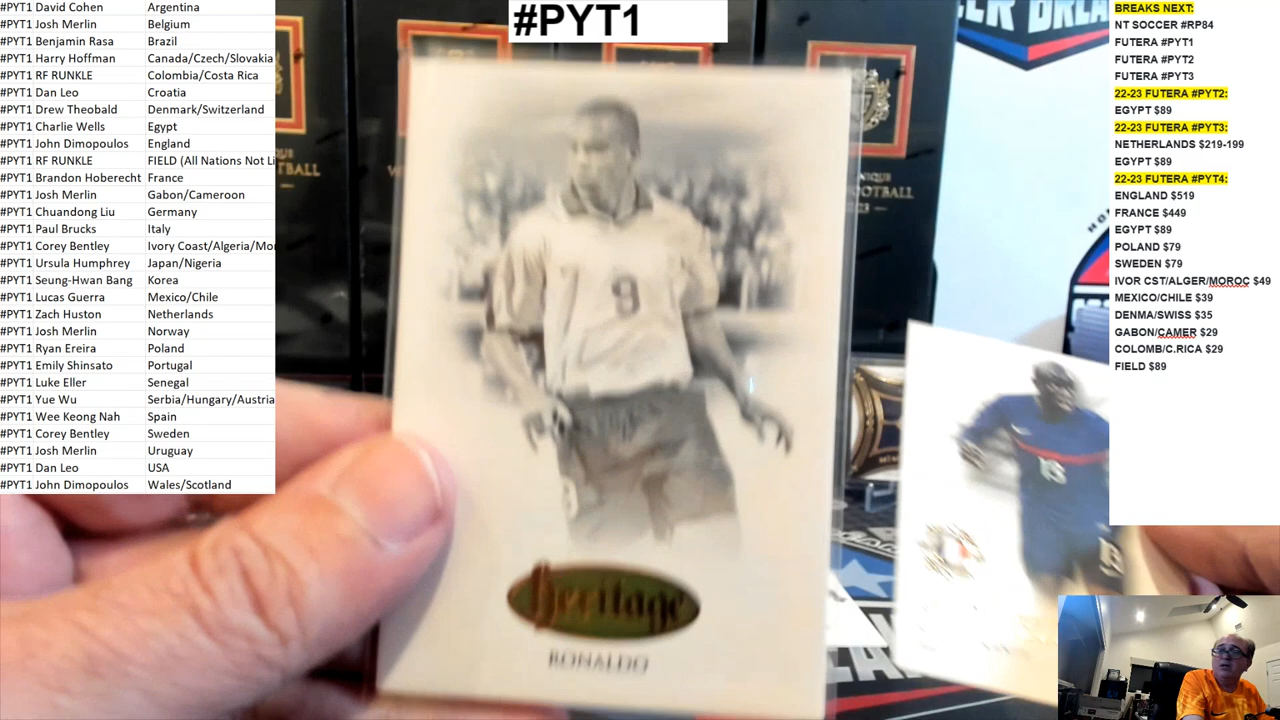 #PYT1 David Cohen Argentina
#PYT1 Josh Merlin Belgium
#PYT1 Benjamin Rasa Brazil
#PYT1 Harry Hoffman Canada/Czech/Slovakia
#PYT1 RF RUNKLE Colombia/Costa Rica
#PYT1 Dan Leo Croatia
#PYT1 Drew Theobald Denmark/Switzerland
#PYT1 Charlie Wells Egypt
#PYT1 John Dimopoulos England
#PYT1 RF RUNKLE FIELD (All Nations Not Li
#PYT1 Brandon Hoberecht France
#PYT1 Josh Merlin Gabon/Cameroon
#PYT1 Chuandong Liu Germany
#PYT1 Paul Brucks Italy
#PYT1 Corey Bentley Ivory Coast/Algeria/Mor
#PYT1 Ursula Humphrey Japan/Nigeria
#PYT1 Seung-Hwan Bang Korea
#PYT1 Lucas Guerra Mexico/Chile
#PYT1 Zach Huston Netherlands
#PYT1 Josh Merlin Norway
#PYT1 Ryan Ereira Poland
#PYT1 Emily Shinsato Portugal
#PYT1 Luke Eller Senegal
#PYT1 Yue Wu Serbia/Hungary/Austria
#PYT1 Wee Keong Nah Spain
#PYT1 Corey Bentley Sweden
#PYT1 Josh Merlin Uruguay
#PYT1 Dan Leo USA
#PYT1 John Dimopoulos Wales/Scotland
#PYT1
9
Heritage
RONALDO
NIQUE
FOOTBALL
13
BREAKS NEXT:
NT SOCCER #RP84
FUTERA #PYT1
FUTERA #PYT2
FUTERA #PYT3
22-23 FUTERA #PYT2:
EGYPT $89
22-23 FUTERA #PYT3:
NETHERLANDS $219-199
EGYPT $89
22-23 FUTERA #PYT4:
ENGLAND $519
FRANCE $449
EGYPT $89
POLAND $79
SWEDEN $79
IVOR CST/ALGER/MOROC $49
MEXICO/CHILE $39
DENMA/SWISS $35
GABON/CAMER $29
COLOMB/C.RICA $29
FIELD $89